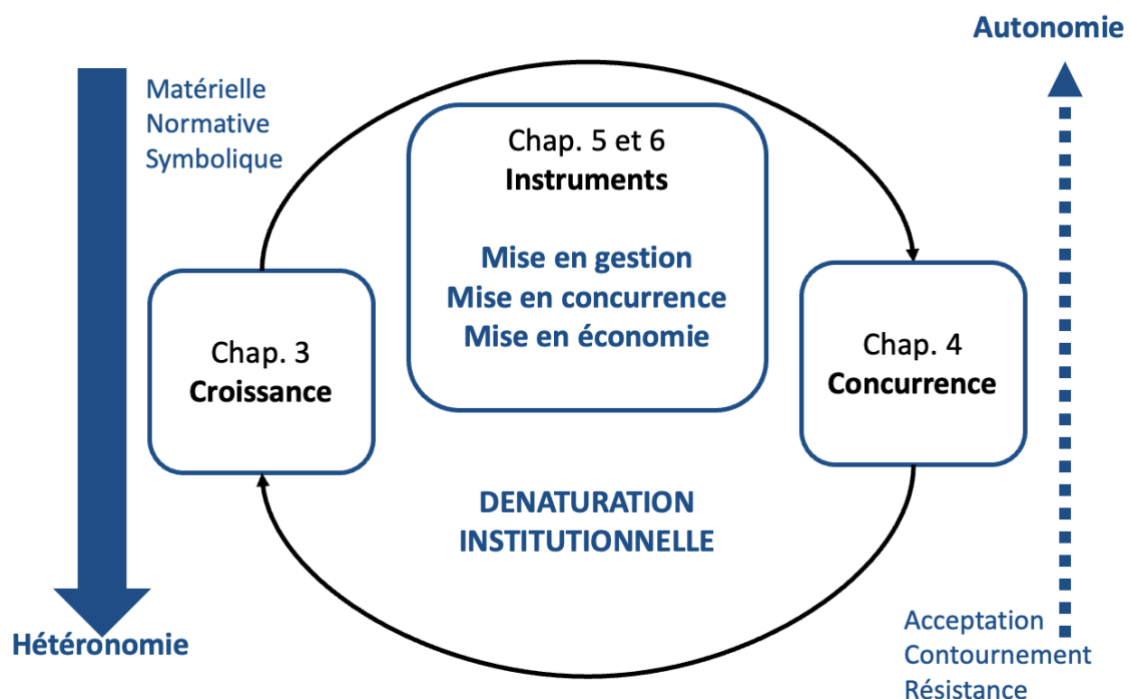 Autonomie
Matérielle
Normative
Symbolique
Chap. 5 et 6
Instruments
Mise en gestion
Mise en concurrence
Mise en économie
Chap. 3
Croissance
Chap. 4
Concurrence
DENATURATION
INSTITUTIONNELLE
Hétéronomie
Acceptation
Contournement
Résistance